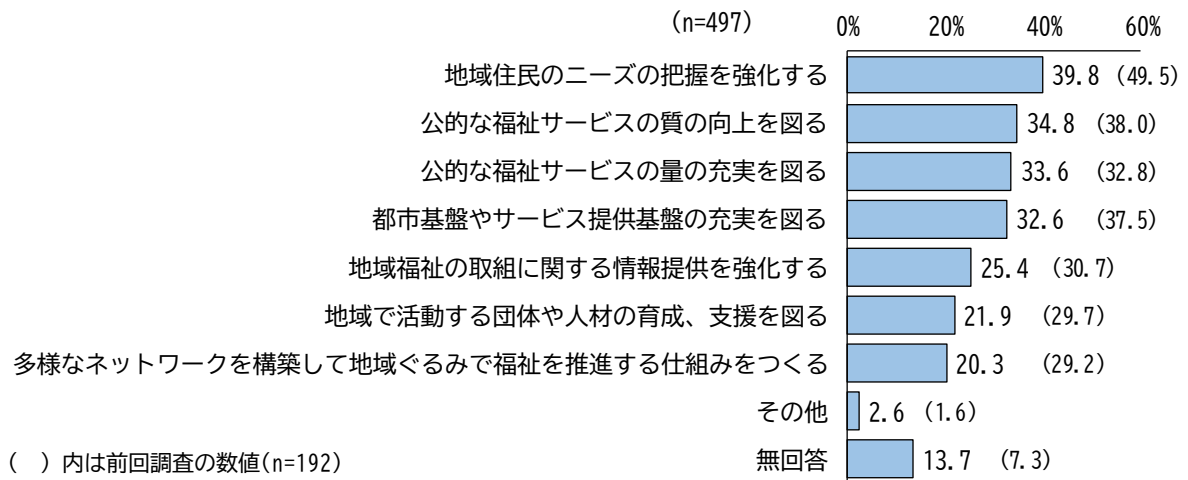 (n=497)
0% 20% 40% 60%
地域住民のニーズの把握を強化する 39.8 (49.5)
公的な福祉サービスの質の向上を図る 34.8 (38.0)
公的な福祉サービスの量の充実を図る 33.6 (32.8)
都市基盤やサービス提供基盤の充実を図る 32.6 (37.5)
地域福祉の取組に関する情報提供を強化する 25.4 (30.7)
地域で活動する団体や人材の育成、支援を図る 21.9 (29.7)
多様なネットワークを構築して地域ぐるみで福祉を推進する仕組みをつくる 20.3 (29.2)
その他 2.6 (1.6)
無回答 13.7 (7.3)
(　) 内は前回調査の数値(n=192)